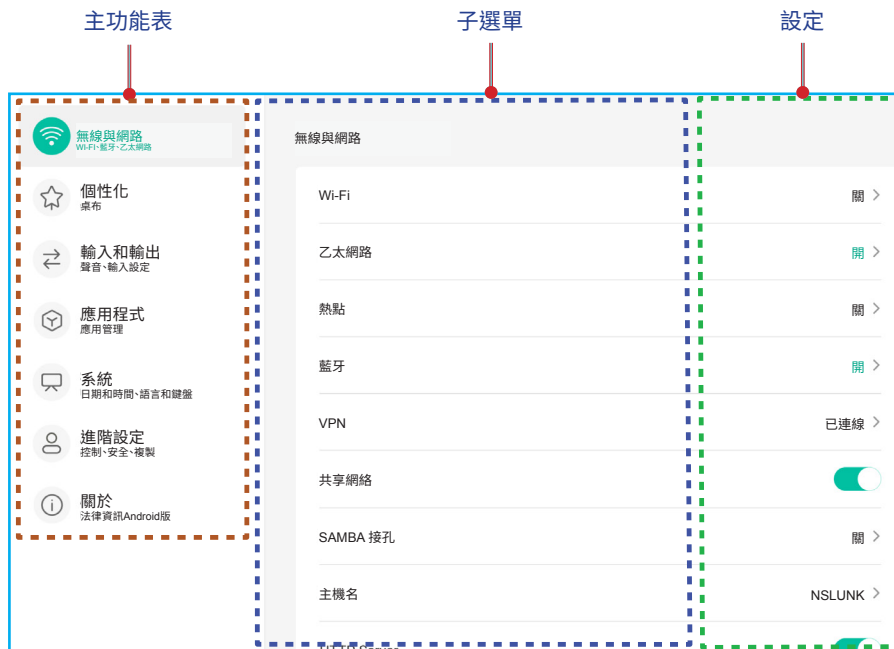 主功能表
子選單
設定
無線與網路
WI-FI、藍牙、乙太網路
個性化
桌布
輸入和輸出
聲音、輸入設定
應用程式
應用管理
系統
日期和時間、語言和鍵盤
進階設定
控制、安全、複製
關於
法律資訊Android版
無線與網路
Wi-Fi 關
乙太網路 開
熱點 關
藍牙 開
VPN 已連線
共享網絡
SAMBA 接孔 關
主機名 NSLUNK